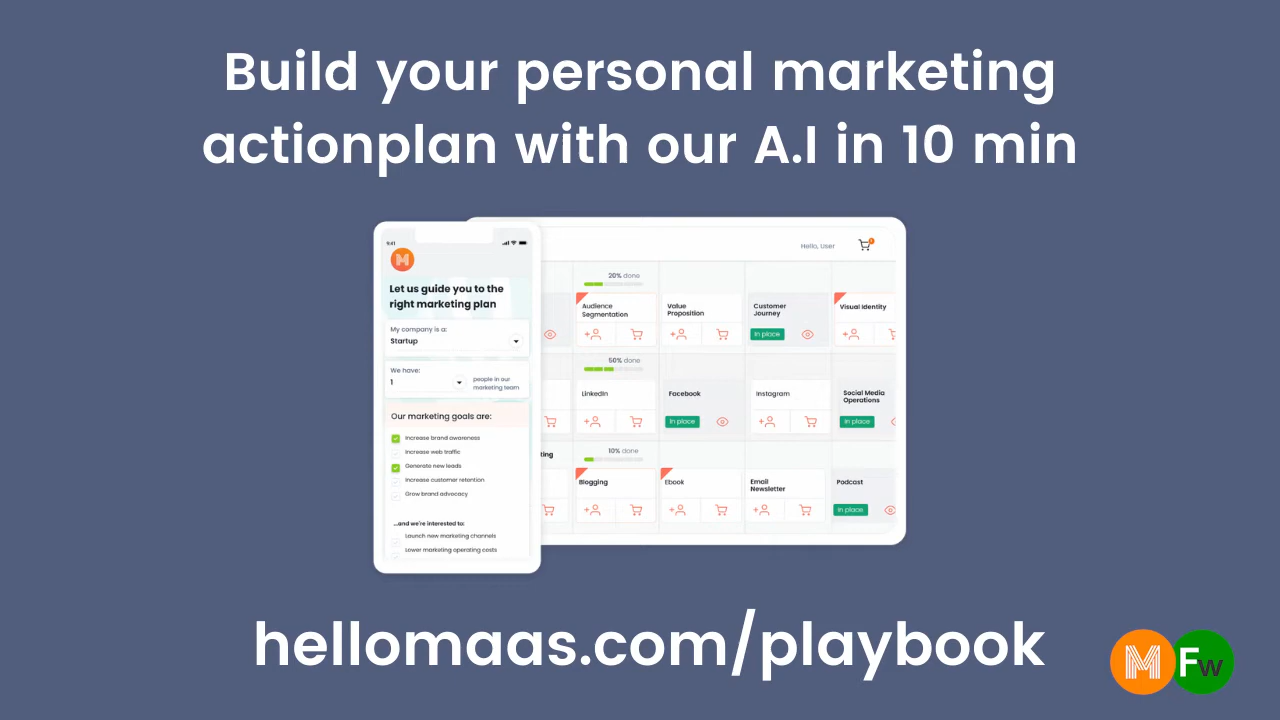 Build your personal marketing
actionplan with our A.I in 10 min
9:41
M
Let us guide you to the
right marketing plan
My company is a:
Startup
We have:
1
people in our
marketing team
Our marketing goals are:
Increase brand awareness
Increase web traffic
Generate new leads
Increase customer retention
Grow brand advocacy
...and we're interested to:
Launch new marketing channels
Lower marketing operating costs
Hello, User
20% done
Audience
Segmentation
Value
Proposition
Customer
Journey
In place
Visual Identity
50% done
LinkedIn
Facebook
In place
Instagram
Social Media
Operations
In place
ting
10% done
Blogging
Ebook
Email
Newsletter
Podcast
In place
hellomaas.com/playbook
M Fw